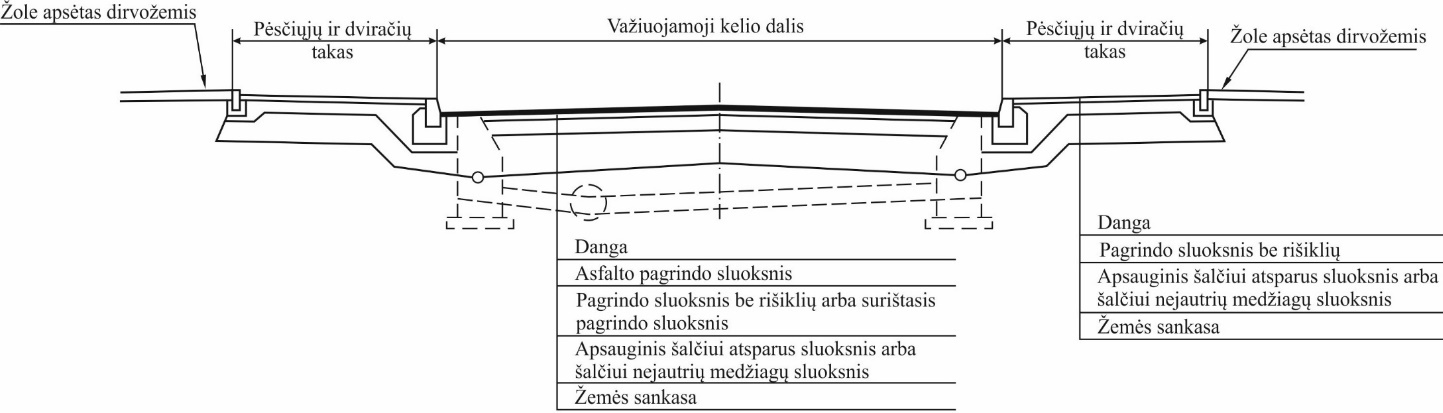 Žole apsėtas dirvožemis
Pėsčiųjų ir dviračių
takas
Važiuojamoji kelio dalis
Pėsčiųjų ir dviračių
takas
Žole apsėtas dirvožemis
Danga
Asfalto pagrindo sluoksnis
Pagrindo sluoksnis be rišiklių arba surištasis
pagrindo sluoksnis
Apsauginis šalčiui atsparus sluoksnis arba
šalčiui nejautrių medžiagų sluoksnis
Žemės sankasa
Danga
Pagrindo sluoksnis be rišiklių
Apsauginis šalčiui atsparus sluoksnis arba
šalčiui nejautrių medžiagų sluoksnis
Žemės sankasa